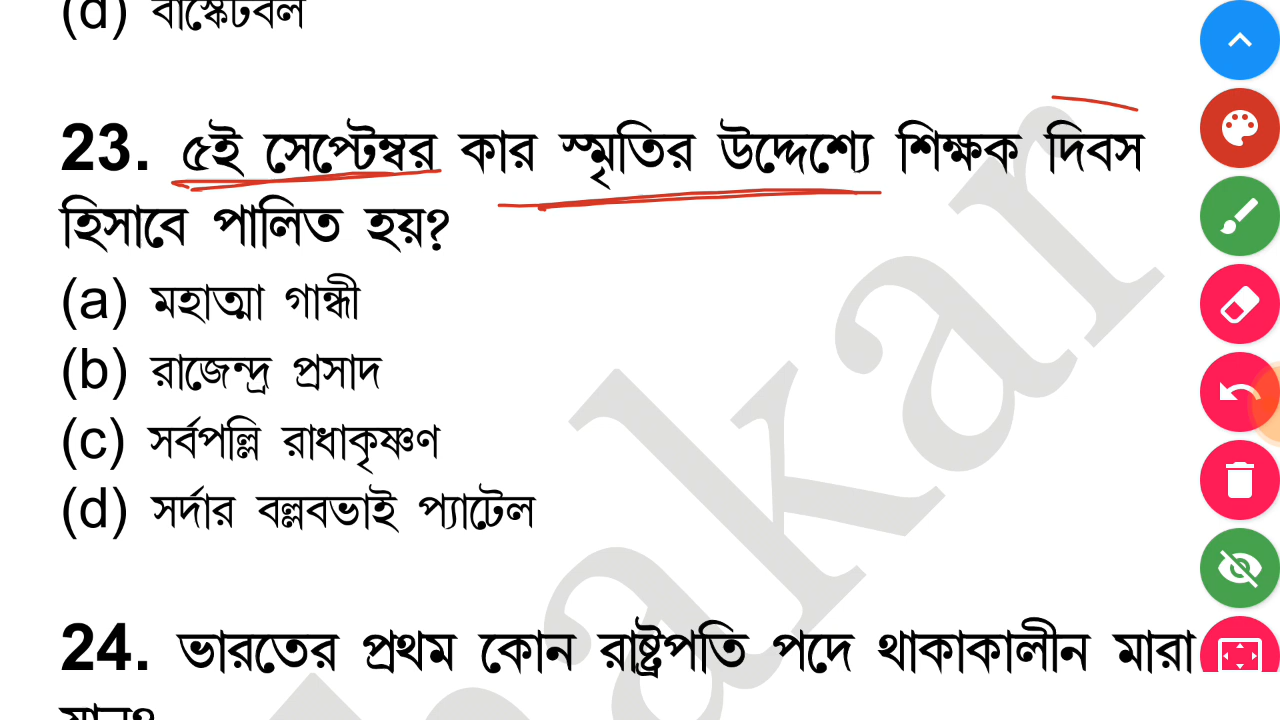 (d) বাস্কেটবল
23. ৫ই সেপ্টেম্বর কার স্মৃতির উদ্দেশ্যে শিক্ষক দিবস
হিসাবে পালিত হয়?
(a) মহাত্মা গান্ধী
(b) রাজেন্দ্র প্রসাদ
(c) সর্বপল্লি রাধাকৃষ্ণণ
(d) সর্দার বল্লবভাই প্যাটেল
24. ভারতের প্রথম কোন রাষ্ট্রপতি পদে থাকাকালীন মারা